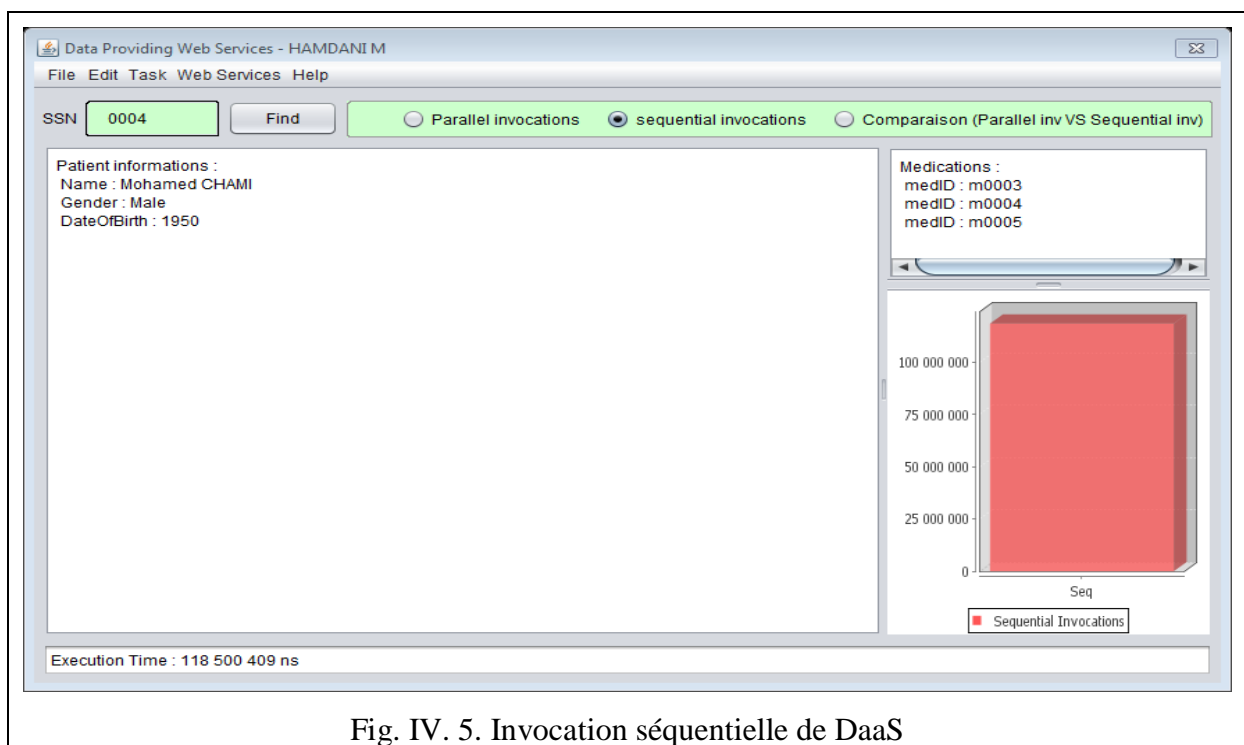 Data Providing Web Services - HAMDANI M
File Edit Task Web Services Help
SSN 0004 Find Parallel invocations sequential invocations Comparaison (Parallel inv VS Sequential inv)
Patient informations :
Name : Mohamed CHAMI
Gender : Male
DateOfBirth : 1950
Medications :
medID : m0003
medID : m0004
medID : m0005
100 000 000
75 000 000
50 000 000
25 000 000
0
Seq
Sequential Invocations
Execution Time : 118 500 409 ns
Fig. IV. 5. Invocation séquentielle de DaaS